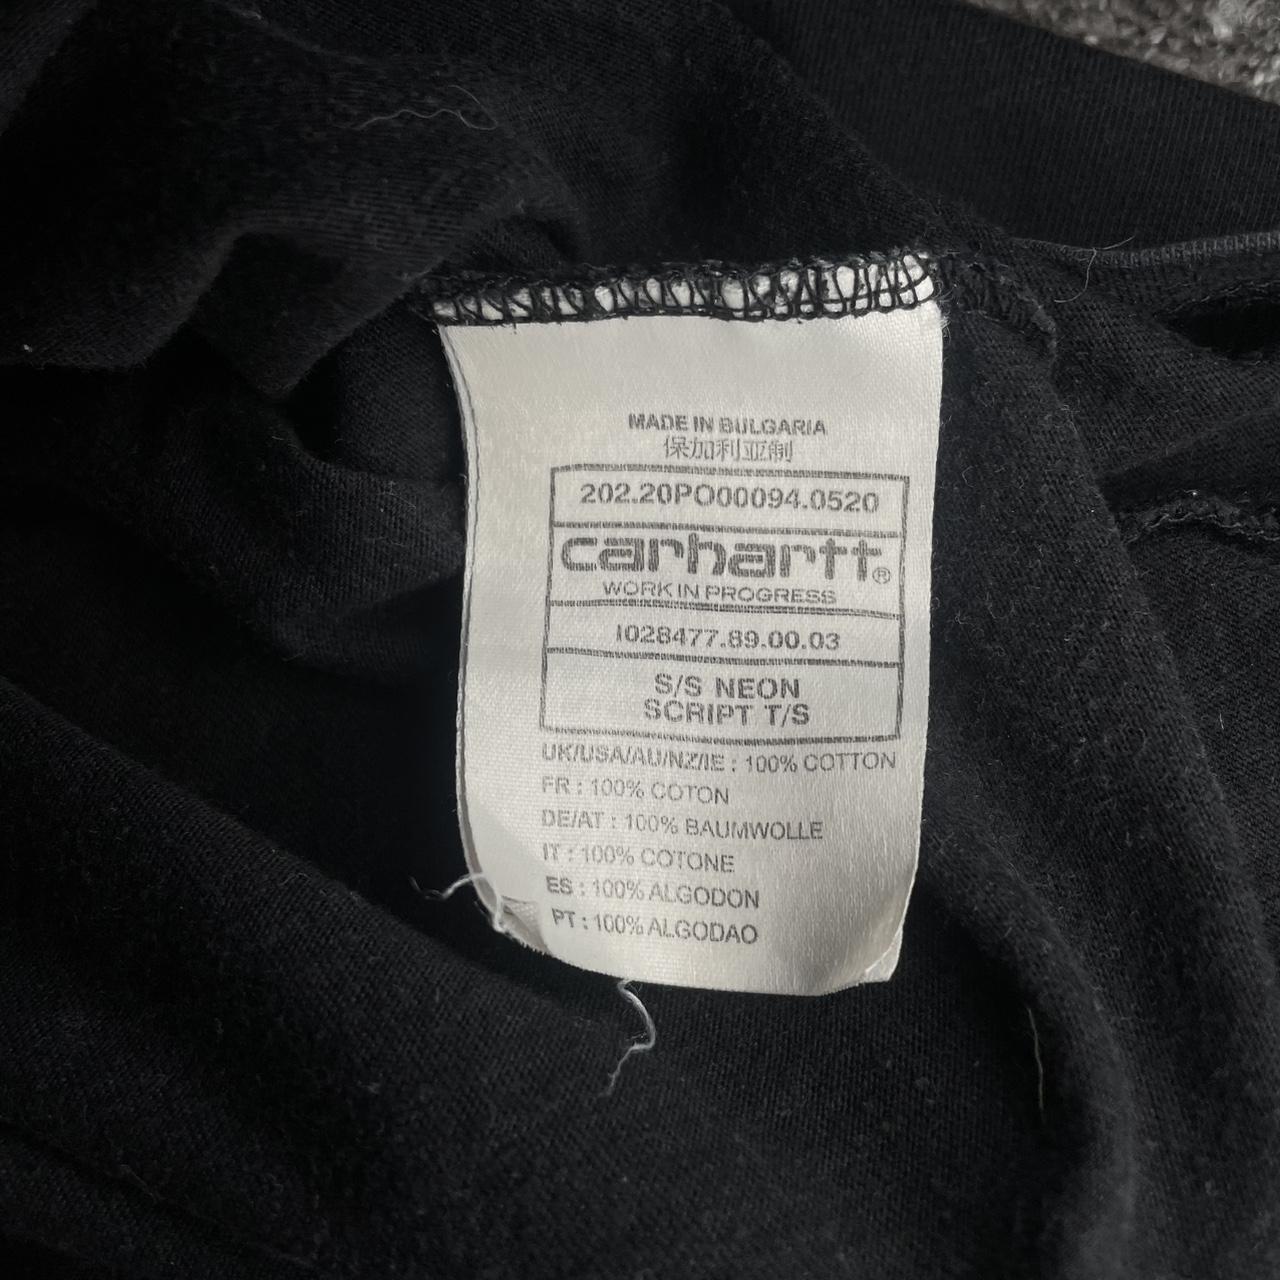 MADE IN BULGARIA
保加利亚制
202.20PO00094.0520
carhartt®
WORK IN PROGRESS
I028477.89.00.03
S/S NEON
SCRIPT T/S
UK/USA/AU/NZ/IE : 100% COTTON
FR : 100% COTON
DE/AT : 100% BAUMWOLLE
IT : 100% COTONE
ES : 100% ALGODON
PT : 100% ALGODAO